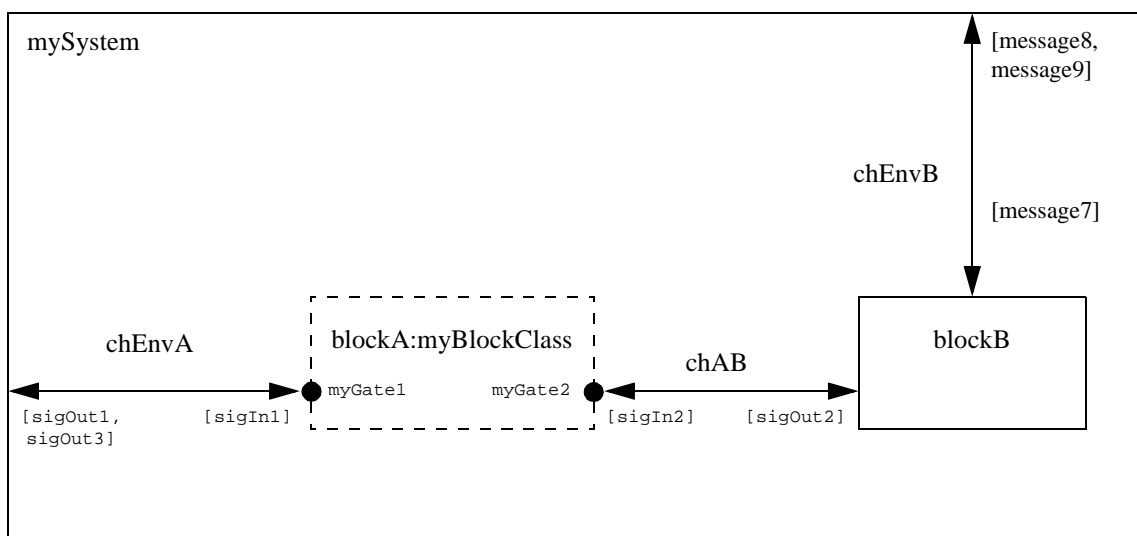 mySystem
[message8,
message9]
chEnvB
[message7]
chEnvA
blockA:myBlockClass
chAB
blockB
myGate1
myGate2
[sigOut1,
sigOut3]
[sigIn1]
[sigIn2]
[sigOut2]